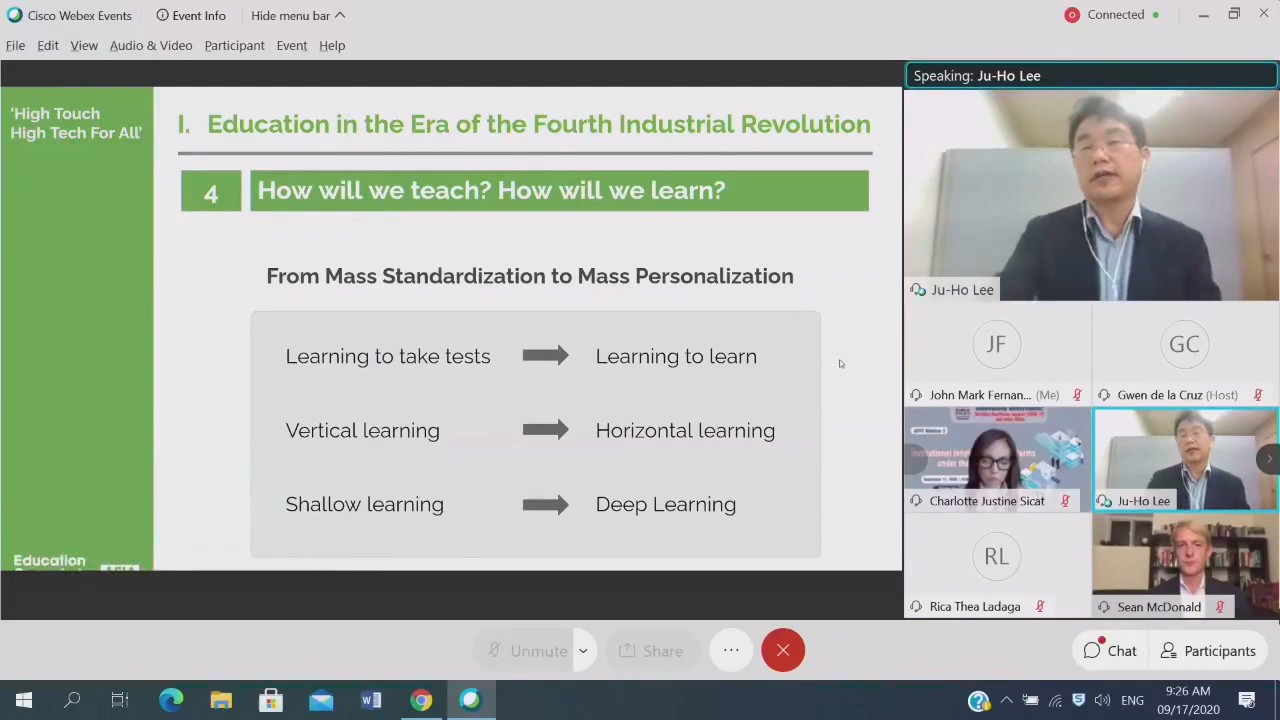 Cisco Webex Events
Event Info
Hide menu bar
Connected
File Edit View Audio & Video Participant Event Help
Speaking: Ju-Ho Lee
'High Touch
High Tech For All'
I. Education in the Era of the Fourth Industrial Revolution
4 How will we teach? How will we learn?
From Mass Standardization to Mass Personalization
Learning to take tests Learning to learn
Vertical learning Horizontal learning
Shallow learning Deep Learning
Education
Ju-Ho Lee
JF
GC
John Mark Fernan... (Me)
Gwen de la Cruz (Host)
Charlotte Justine Sicat
Ju-Ho Lee
RL
Rica Thea Ladaga
Sean McDonald
Unmute
Share
Chat
Participants
ENG
9:26 AM
09/17/2020